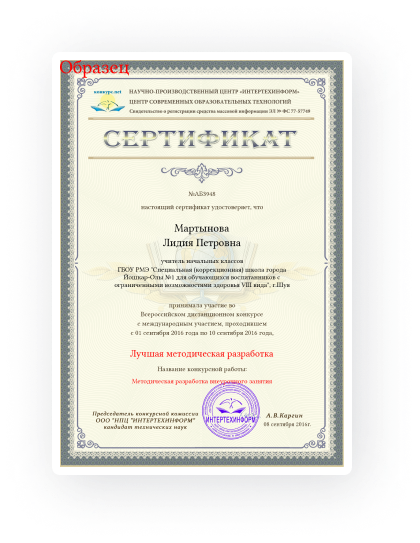 Образец
konkurs.net
НАУЧНО-ПРОИЗВОДСТВЕННЫЙ ЦЕНТР «ИНТЕРТЕХИНФОРМ»
ЦЕНТР СОВРЕМЕННЫХ ОБРАЗОВАТЕЛЬНЫХ ТЕХНОЛОГИЙ
Свидетельство о регистрации средства массовой информации ЭЛ № ФС 77-57749
СЕРТИФИКАТ
№АБ3948
настоящий сертификат удостоверяет, что
Мартынова
Лидия Петровна
учитель начальных классов
ГБОУ РМЭ "Специальная (коррекционная) школа города
Йошкар-Олы №1 для обучающихся воспитанников с
ограниченными возможностями здоровья VIII вида", г.Шуя
принимала участие во
Всероссийском дистанционном конкурсе
с международным участием, проходившем
с 01 сентября 2016 года по 10 сентября 2016 года,
Лучшая методическая разработка
Название конкурсной работы:
Методическая разработка внеурочного занятия
Председатель конкурсной комиссии
ООО "НПЦ "ИНТЕРТЕХИНФОРМ"
кандидат технических наук
ИНТЕРТЕХИНФОРМ
А.В.Каргин
08 сентября 2016г.